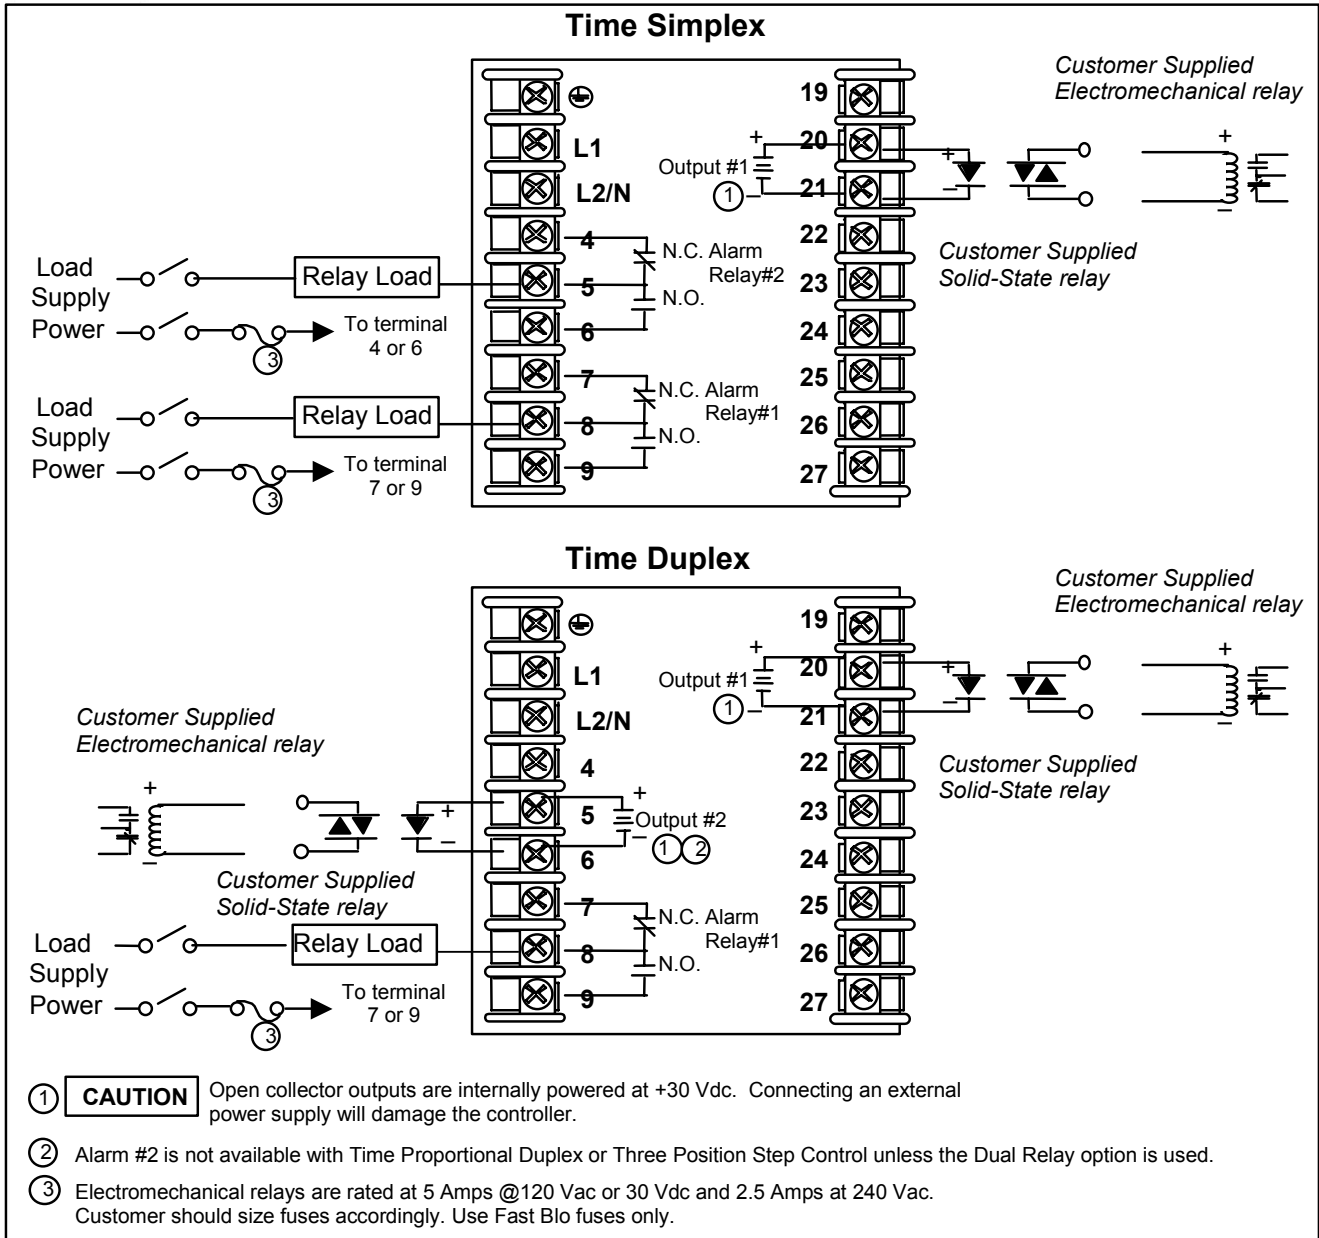 Time Simplex
Customer Supplied
Electromechanical relay
L1
L2/N
4
5
6
7
8
9
19
20
21
22
23
24
25
26
27
+
Output #1
1 –
+
–
+
–
Customer Supplied
Solid-State relay
N.C. Alarm
Relay#2
N.O.
N.C. Alarm
Relay#1
N.O.
Load
Supply
Power
Relay Load
3
To terminal
4 or 6
Load
Supply
Power
Relay Load
3
To terminal
7 or 9
Time Duplex
Customer Supplied
Electromechanical relay
L1
L2/N
4
5
6
7
8
9
19
20
21
22
23
24
25
26
27
+
Output #1
1 –
+
–
+
–
Customer Supplied
Solid-State relay
Customer Supplied
Electromechanical relay
+
–
+
–
Customer Supplied
Solid-State relay
+
Output #2
–
1 2
N.C. Alarm
Relay#1
N.O.
Load
Supply
Power
Relay Load
3
To terminal
7 or 9
1 CAUTION Open collector outputs are internally powered at +30 Vdc. Connecting an external
power supply will damage the controller.
2 Alarm #2 is not available with Time Proportional Duplex or Three Position Step Control unless the Dual Relay option is used.
3 Electromechanical relays are rated at 5 Amps @120 Vac or 30 Vdc and 2.5 Amps at 240 Vac.
Customer should size fuses accordingly. Use Fast Blo fuses only.